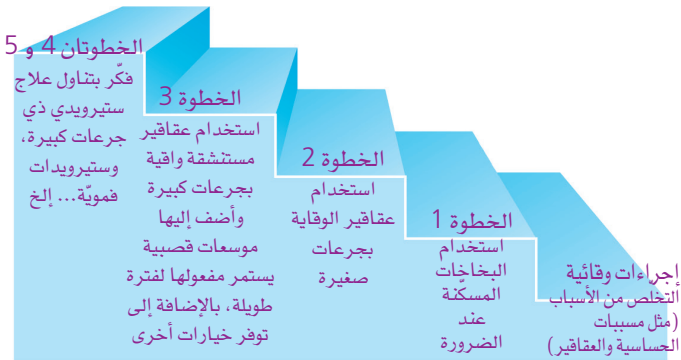 إجراءات وقائية
التخلص من الأسباب
(مثل مسببات
الحساسية والعقاقير)
الخطوة 1
استخدام
البخاخات
المسكّنة
عند
الضرورة
الخطوة 2
استخدام
عقاقير الوقاية
بجرعات
صغيرة
الخطوة 3
استخدام عقاقير
مستنشقة واقية
بجرعات كبيرة
وأضف إليها
موسعات قصبية
يستمر مفعولها لفترة
طويلة، بالإضافة إلى
توفر خيارات أخرى
الخطوتان 4 و 5
فكّر بتناول علاج
ستيرويدي ذي
جرعات كبيرة،
وستيرويدات
فمويّة... إلخ